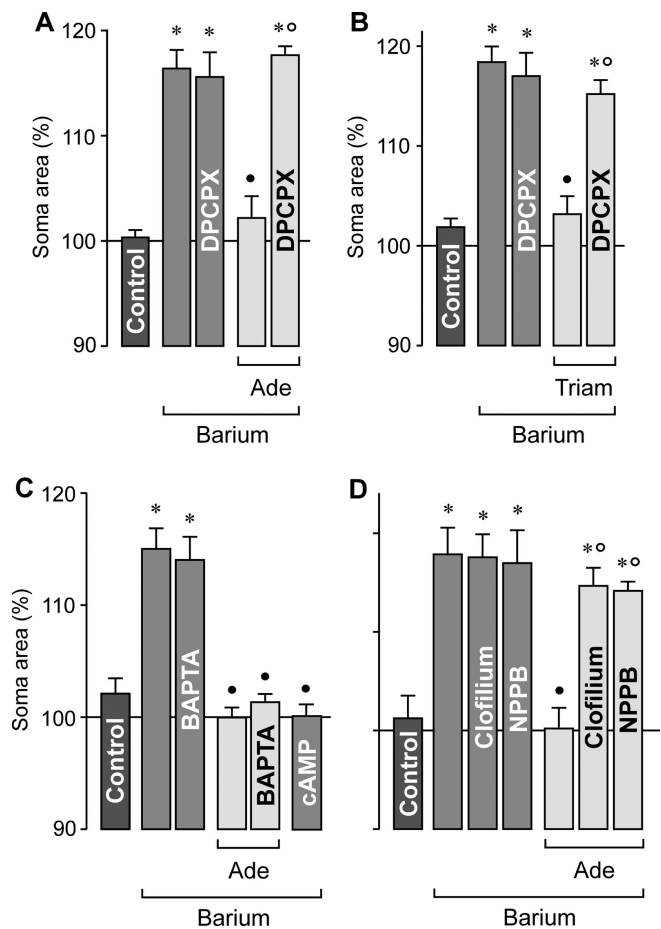 A
Soma area (%)
120
110
100
90
Control
DPCPX
DPCPX
* * *°
•
Ade
Barium
B
Soma area (%)
120
110
100
90
Control
DPCPX
DPCPX
* * *°
•
Triam
Barium
C
Soma area (%)
120
110
100
90
Control
BAPTA
BAPTA
cAMP
* *
• • •
Ade
Barium
D
Control
Clofilium
NPPB
Clofilium
NPPB
* * * *° *°
•
Ade
Barium